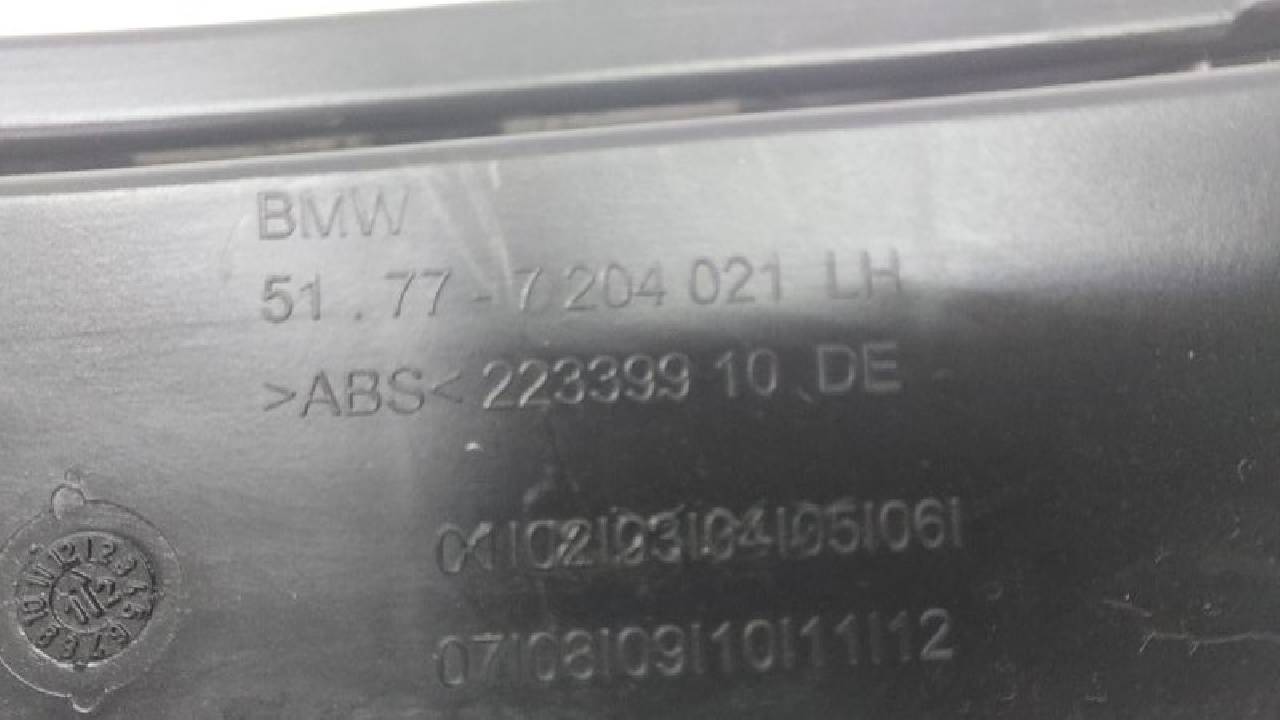 BMW
51.77-7 204 021 LH
>ABS< 223399 10 DE
01|02|03|04|05|06|
07|08|09|10|11|12